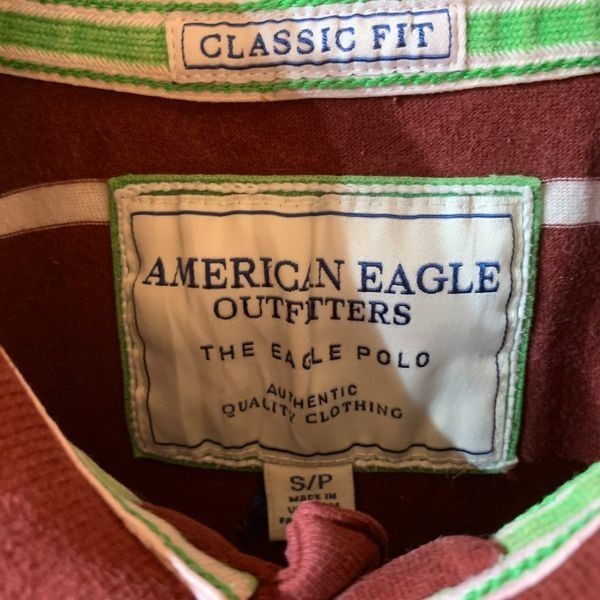 CLASSIC FIT
AMERICAN EAGLE
OUTFITTERS
THE EAGLE POLO
AUTHENTIC
QUALITY CLOTHING
S/P
MADE IN